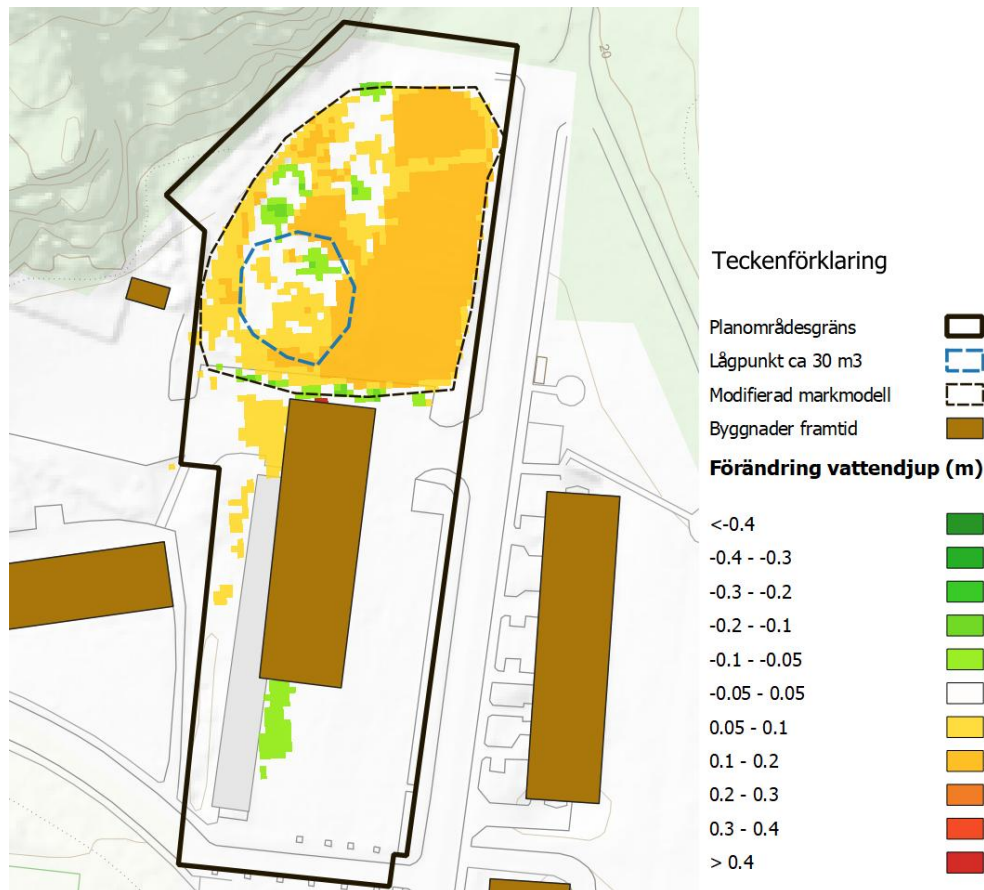 20
Teckenförklaring
Planområdesgräns
Lågpunkt ca 30 m3
Modifierad markmodell
Byggnader framtid
Förändring vattendjup (m)
<-0.4
-0.4 - -0.3
-0.3 - -0.2
-0.2 - -0.1
-0.1 - -0.05
-0.05 - 0.05
0.05 - 0.1
0.1 - 0.2
0.2 - 0.3
0.3 - 0.4
> 0.4